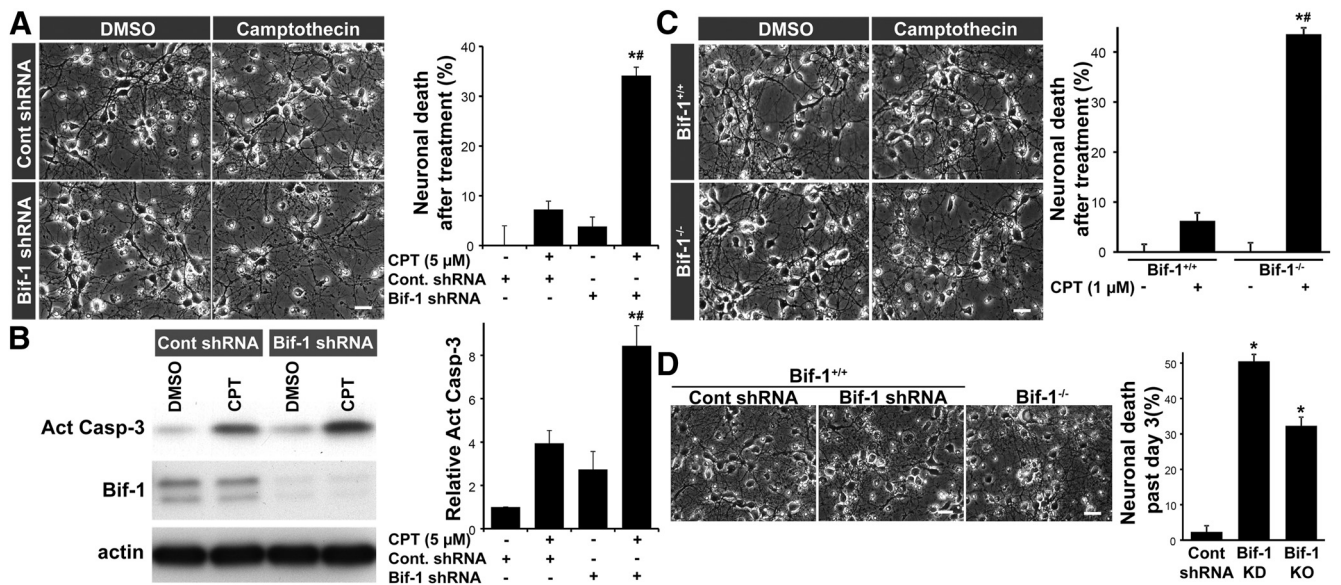 A
DMSO
Camptothecin
Cont shRNA
Bif-1 shRNA
Neuronal death
after treatment (%)
40
30
20
10
0
CPT (5 µM) - + - +
Cont. shRNA + + - -
Bif-1 shRNA - - + +
*#
B
Cont shRNA
Bif-1 shRNA
DMSO
CPT
DMSO
CPT
Act Casp-3
Bif-1
actin
Relative Act Casp-3
8
6
4
2
0
*#
CPT (5 µM) - + - +
Cont. shRNA + + - -
Bif-1 shRNA - - + +
C
DMSO
Camptothecin
Bif-1+/+
Bif-1-/-
Neuronal death
after treatment (%)
40
20
0
*#
Bif-1+/+
Bif-1-/-
CPT (1 µM) - + - +
D
Bif-1+/+
Cont shRNA
Bif-1 shRNA
Bif-1-/-
Neuronal death
past day 3(%)
50
40
30
20
10
0
*
*
Cont
shRNA
Bif-1
KD
Bif-1
KO